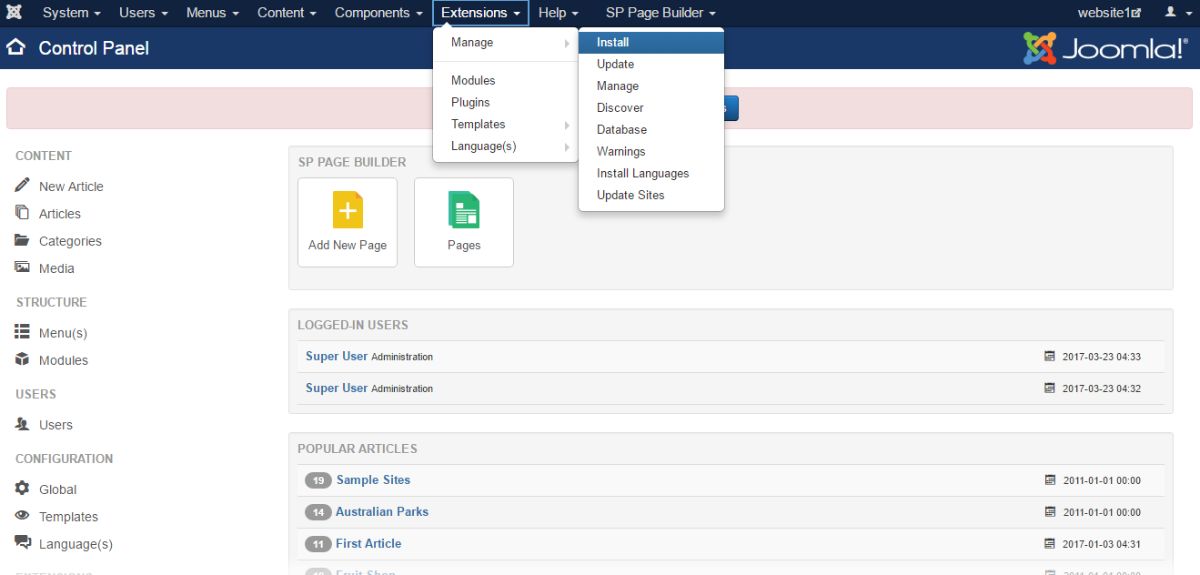 System Users Menus Content Components Extensions Help SP Page Builder website1
Control Panel
Joomla!®
Manage
Modules
Plugins
Templates
Language(s)
Install
Update
Manage
Discover
Database
Warnings
Install Languages
Update Sites
CONTENT
New Article
Articles
Categories
Media
STRUCTURE
Menu(s)
Modules
USERS
Users
CONFIGURATION
Global
Templates
Language(s)
SP PAGE BUILDER
Add New Page
Pages
LOGGED-IN USERS
Super User Administration 2017-03-23 04:33
Super User Administration 2017-03-23 04:32
POPULAR ARTICLES
19 Sample Sites 2011-01-01 00:00
14 Australian Parks 2011-01-01 00:00
11 First Article 2017-01-03 04:31
Fruit Shop